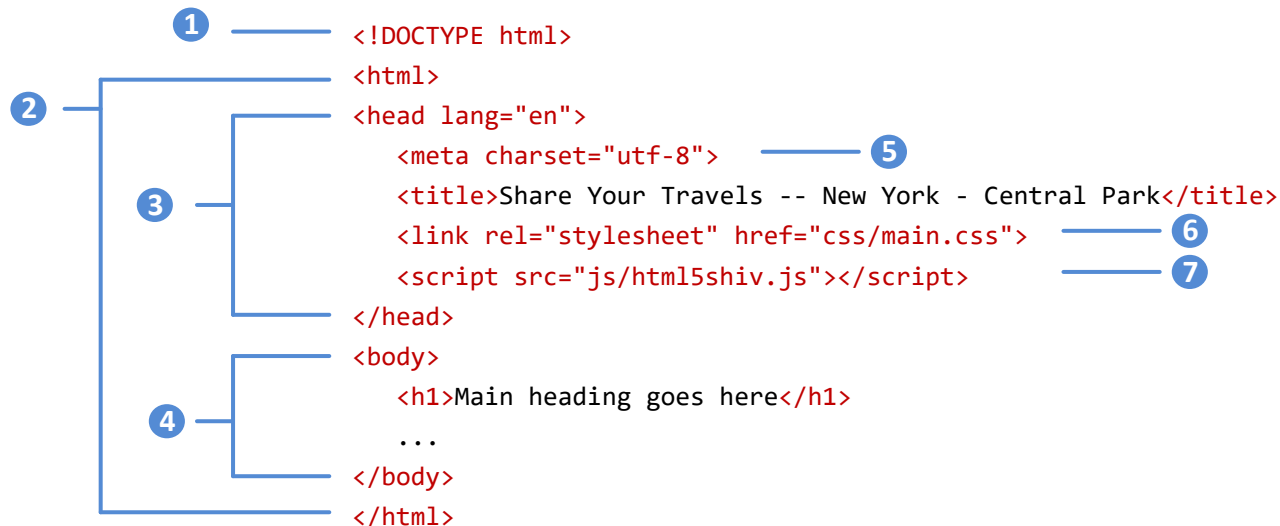 1 <!DOCTYPE html>
<html>
2 <head lang="en">
<meta charset="utf-8"> 5
3 <title>Share Your Travels -- New York - Central Park</title>
<link rel="stylesheet" href="css/main.css"> 6
<script src="js/html5shiv.js"></script> 7
</head>
<body>
<h1>Main heading goes here</h1>
4 ...
</body>
</html>